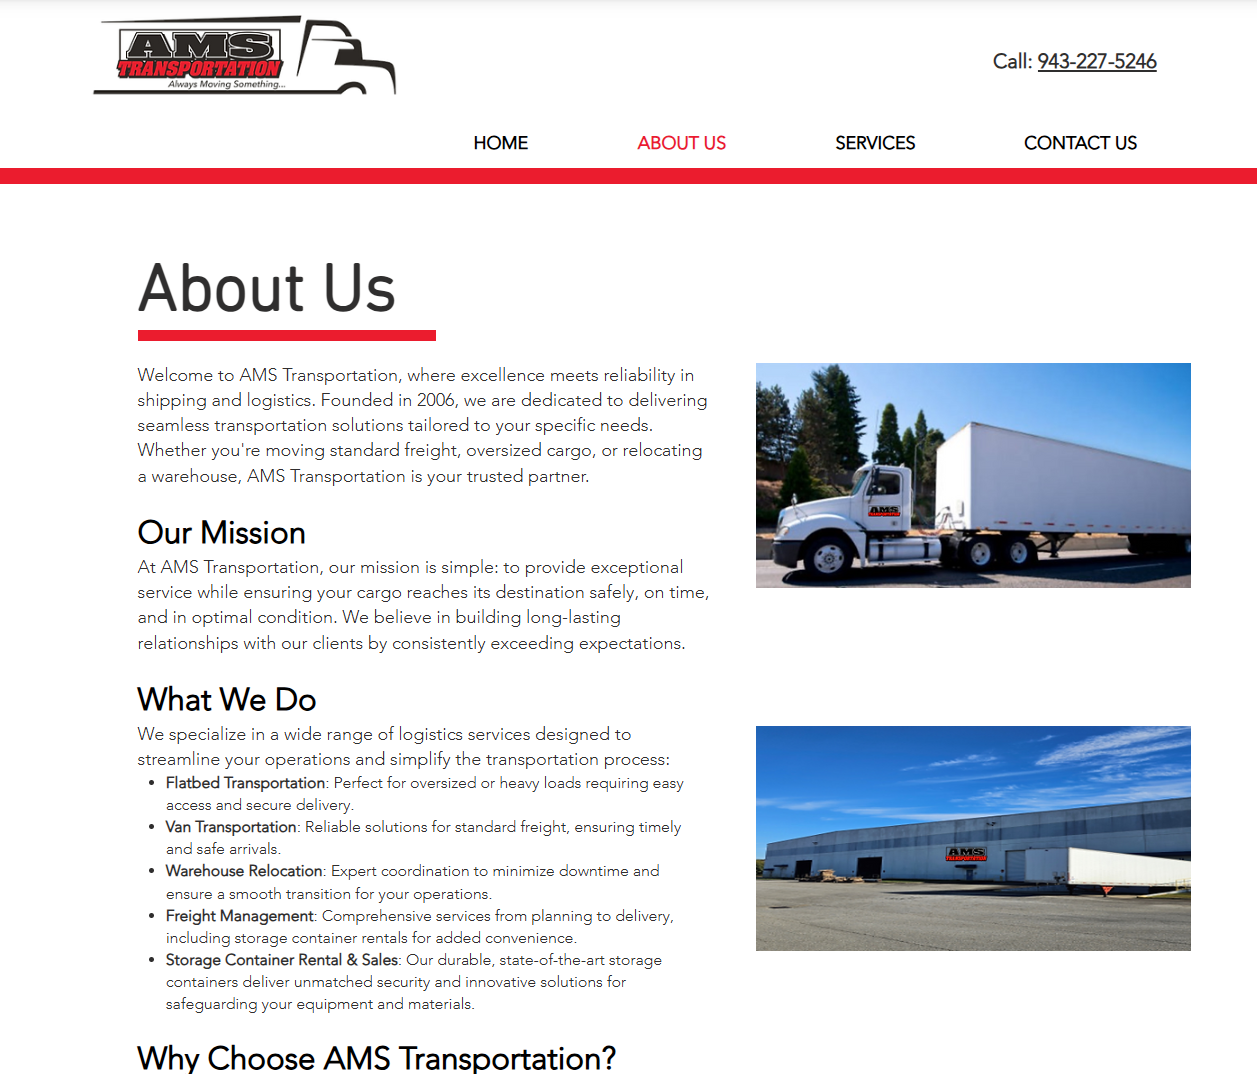 AMS
TRANSPORTATION
Always Moving Something...
Call: 943-227-5246
HOME
ABOUT US
SERVICES
CONTACT US
About Us
Welcome to AMS Transportation, where excellence meets reliability in
shipping and logistics. Founded in 2006, we are dedicated to delivering
seamless transportation solutions tailored to your specific needs.
Whether you're moving standard freight, oversized cargo, or relocating
a warehouse, AMS Transportation is your trusted partner.
AMS
TRANSPORTATION
Our Mission
At AMS Transportation, our mission is simple: to provide exceptional
service while ensuring your cargo reaches its destination safely, on time,
and in optimal condition. We believe in building long-lasting
relationships with our clients by consistently exceeding expectations.
What We Do
We specialize in a wide range of logistics services designed to
streamline your operations and simplify the transportation process:
• Flatbed Transportation: Perfect for oversized or heavy loads requiring easy
access and secure delivery.
• Van Transportation: Reliable solutions for standard freight, ensuring timely
and safe arrivals.
• Warehouse Relocation: Expert coordination to minimize downtime and
ensure a smooth transition for your operations.
• Freight Management: Comprehensive services from planning to delivery,
including storage container rentals for added convenience.
• Storage Container Rental & Sales: Our durable, state-of-the-art storage
containers deliver unmatched security and innovative solutions for
safeguarding your equipment and materials.
AMS
TRANSPORTATION
Why Choose AMS Transportation?